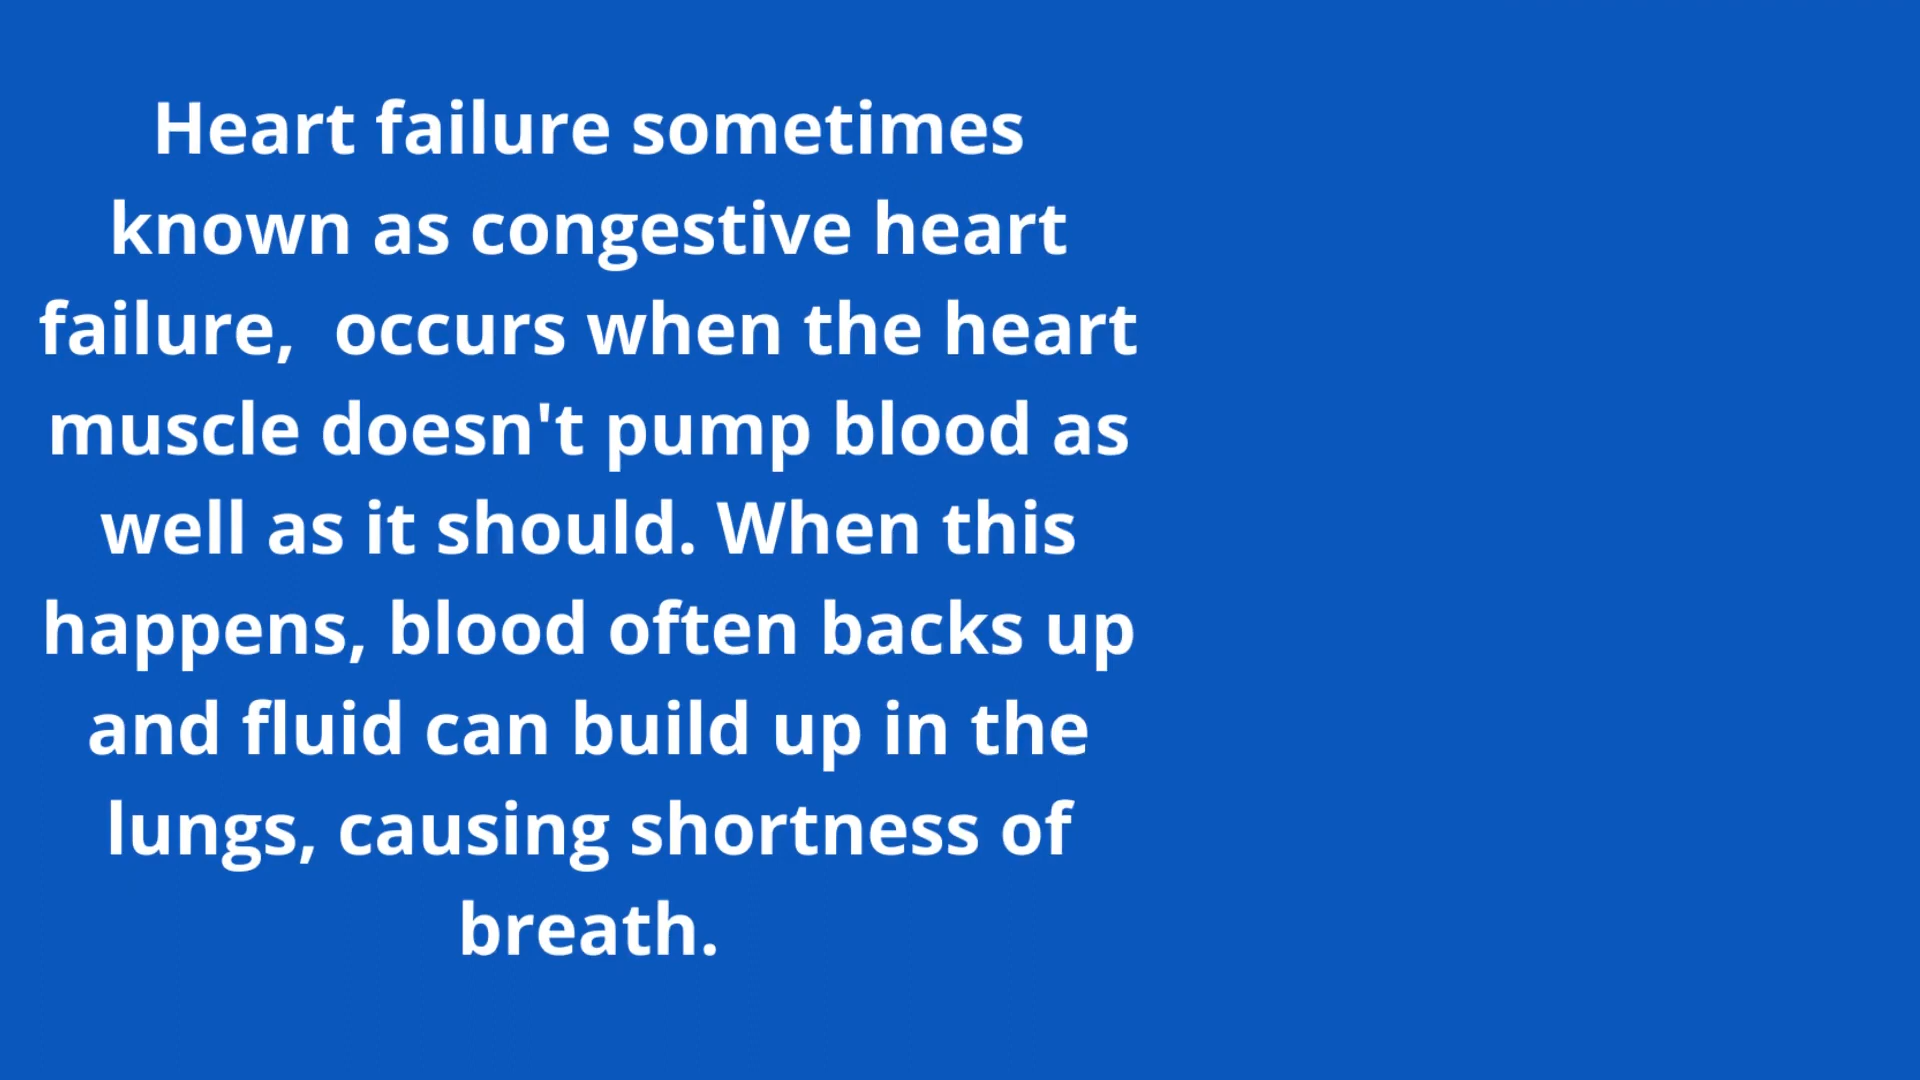 Heart failure sometimes
known as congestive heart
failure,  occurs when the heart
muscle doesn't pump blood as
well as it should. When this
happens, blood often backs up
and fluid can build up in the
lungs, causing shortness of
breath.